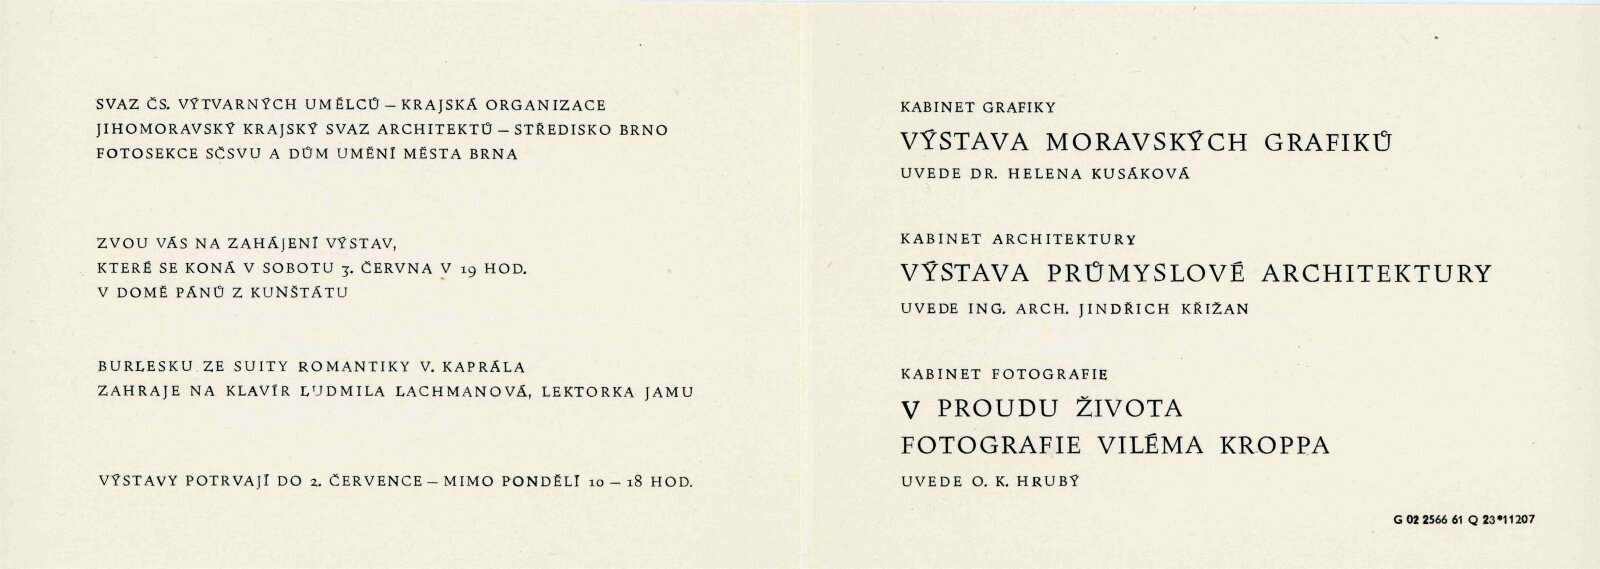 SVAZ ČS. VÝTVARNÝCH UMĚLCŮ – KRAJSKÁ ORGANIZACE
JIHOMORAVSKÝ KRAJSKÝ SVAZ ARCHITEKTŮ – STŘEDISKO BRNO
FOTOSEKCE SČSVU A DŮM UMĚNÍ MĚSTA BRNA
ZVOU VÁS NA ZAHÁJENÍ VÝSTAV,
KTERÉ SE KONÁ V SOBOTU 3. ČERVNA V 19 HOD.
V DOMĚ PÁNŮ Z KUNŠTÁTU
BURLESKU ZE SUITY ROMANTIKY V. KAPRÁLA
ZAHRAJE NA KLAVÍR LUDMILA LACHMANOVÁ, LEKTORKA JAMU
VÝSTAVY POTRVAJÍ DO 2. ČERVENCE – MIMO PONDĚLÍ 10 – 18 HOD.
KABINET GRAFIKY
VÝSTAVA MORAVSKÝCH GRAFIKŮ
UVEDE DR. HELENA KUSÁKOVÁ
KABINET ARCHITEKTURY
VÝSTAVA PRŮMYSLOVÉ ARCHITEKTURY
UVEDE ING. ARCH. JINDŘICH KŘIŽAN
KABINET FOTOGRAFIE
V PROUDU ŽIVOTA
FOTOGRAFIE VILÉMA KROPPA
UVEDE O. K. HRUBÝ
G 02 2566 61 Q 23*11207